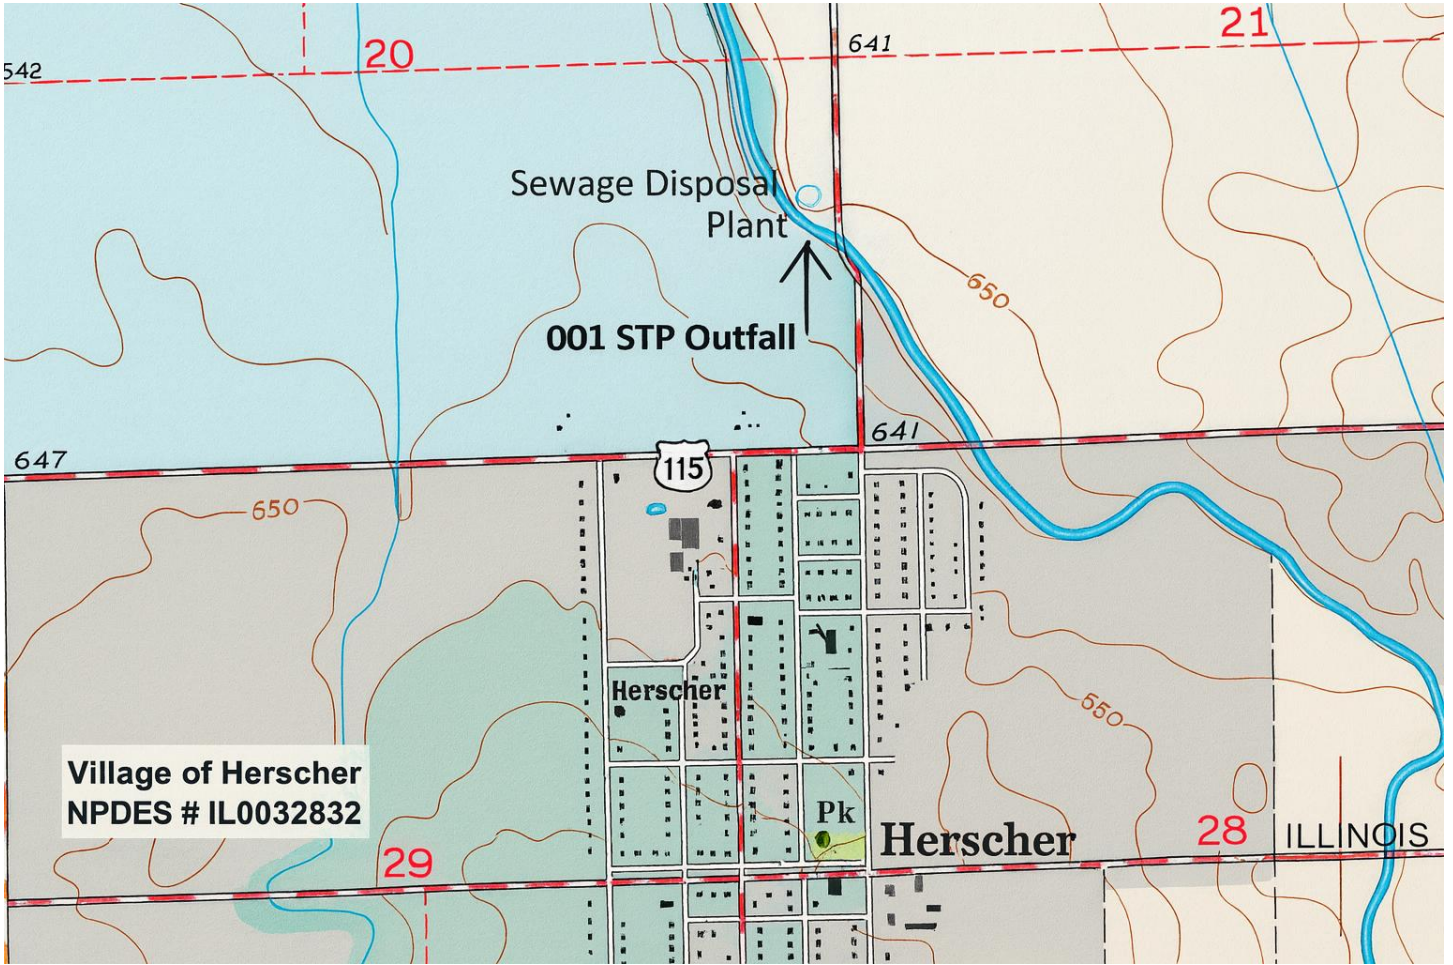 20
21
641
542
Sewage Disposal
Plant
650
001 STP Outfall
641
647
115
650
Herscher
650
Village of Herscher
NPDES # IL0032832
Pk
Herscher
28
ILLINOIS
29